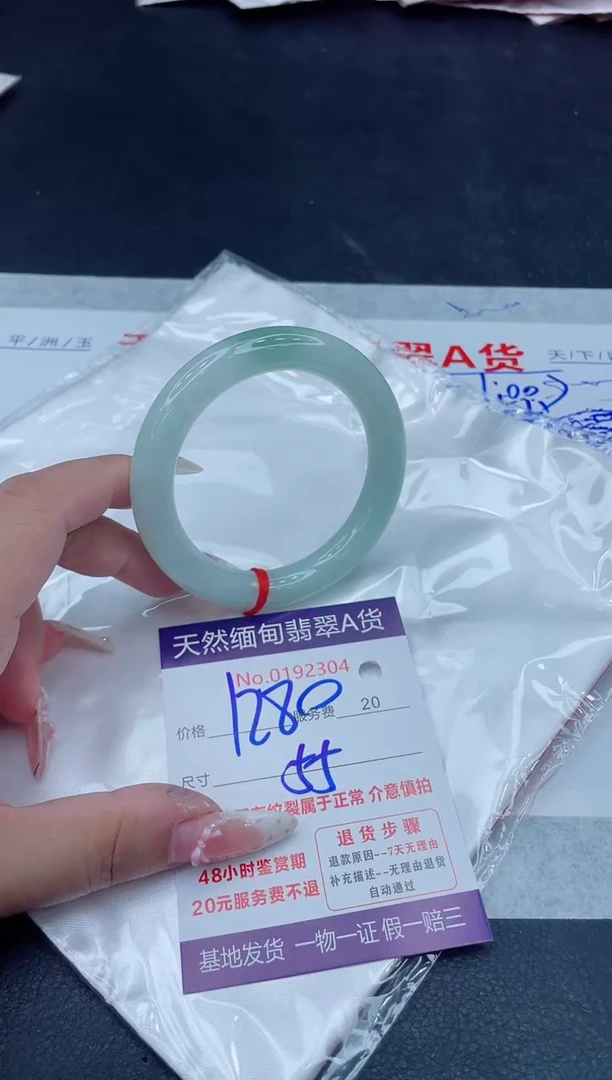 平/洲/玉
翡翠A货
天/下/
天然缅甸翡翠A货
No.0192304
价格 1280 服务费 20
尺寸 55
纹裂属于正常 介意慎拍
48小时鉴赏期
20元服务费不退
退货步骤
退款原因--7天无理由
补充描述--无理由退货
自动通过
基地发货 一物一证 假一赔三